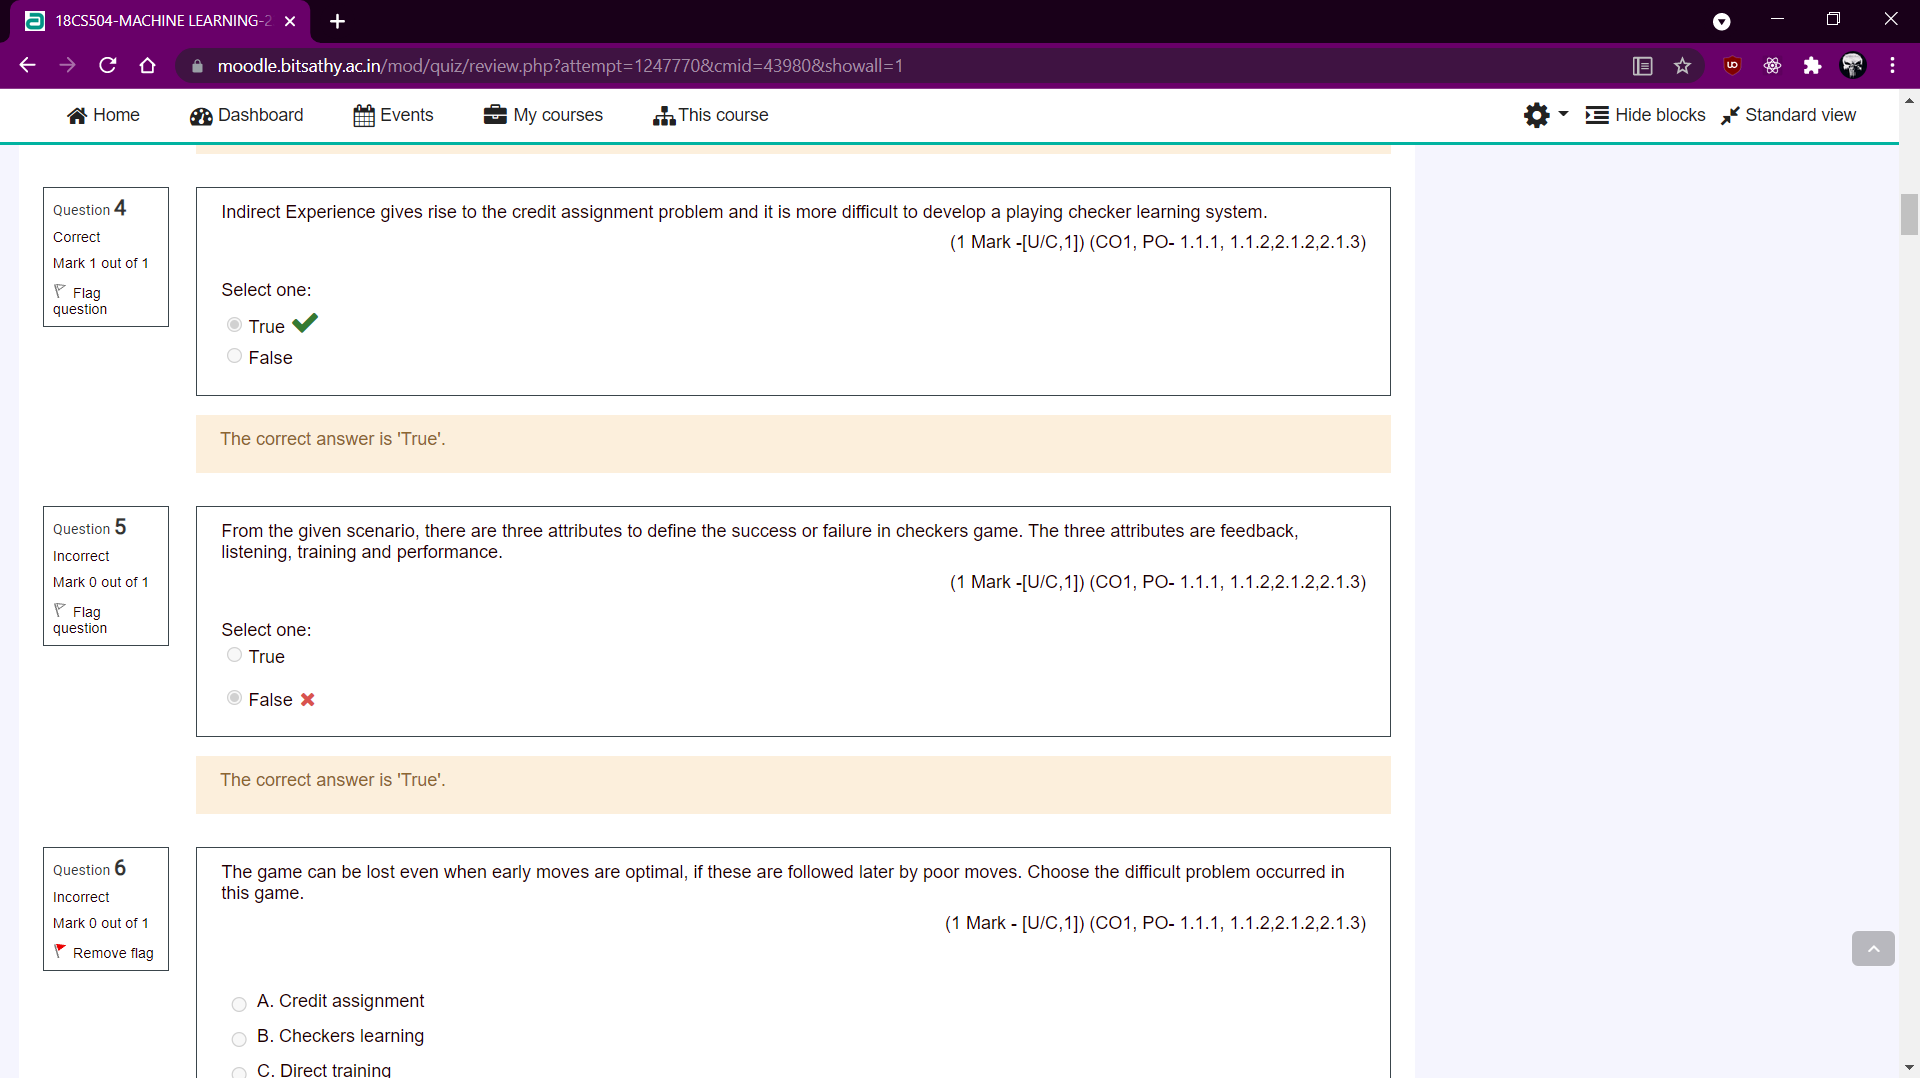 18CS504-MACHINE LEARNING-2
moodle.bitsathy.ac.in/mod/quiz/review.php?attempt=1247770&cmid=43980&showall=1
Home
Dashboard
Events
My courses
This course
Hide blocks
Standard view
Question 4
Correct
Mark 1 out of 1
Flag
question
Indirect Experience gives rise to the credit assignment problem and it is more difficult to develop a playing checker learning system.
(1 Mark -[U/C,1]) (CO1, PO- 1.1.1, 1.1.2,2.1.2,2.1.3)
Select one:
True
False
The correct answer is 'True'.
Question 5
Incorrect
Mark 0 out of 1
Flag
question
From the given scenario, there are three attributes to define the success or failure in checkers game. The three attributes are feedback,
listening, training and performance.
(1 Mark -[U/C,1]) (CO1, PO- 1.1.1, 1.1.2,2.1.2,2.1.3)
Select one:
True
False
The correct answer is 'True'.
Question 6
Incorrect
Mark 0 out of 1
Remove flag
The game can be lost even when early moves are optimal, if these are followed later by poor moves. Choose the difficult problem occurred in
this game.
(1 Mark - [U/C,1]) (CO1, PO- 1.1.1, 1.1.2,2.1.2,2.1.3)
A. Credit assignment
B. Checkers learning
C. Direct training